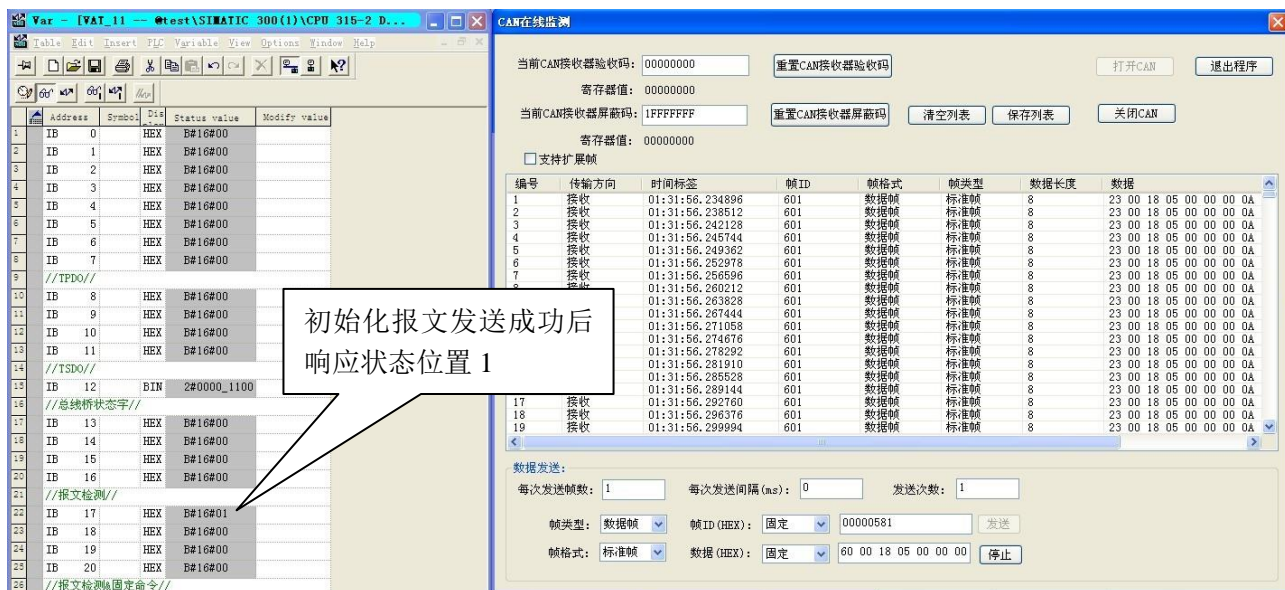 Var - [VAT_11 -- @test\SIMATIC 300(1)\CPU 315-2 D...
Table Edit Insert PLC Variable View Options Window Help
Address Symbol Status value Modify value
1 IB 0 HEX B#16#00
2 IB 1 HEX B#16#00
3 IB 2 HEX B#16#00
4 IB 3 HEX B#16#00
5 IB 4 HEX B#16#00
6 IB 5 HEX B#16#00
7 IB 6 HEX B#16#00
8 IB 7 HEX B#16#00
9 //TPDO//
10 IB 8 HEX B#16#00
11 IB 9 HEX B#16#00
12 IB 10 HEX B#16#00
13 IB 11 HEX B#16#00
14 //TSDO//
15 IB 12 BIN 2#0000_1100
16 //总线桥状态字//
17 IB 13 HEX B#16#00
18 IB 14 HEX B#16#00
19 IB 15 HEX B#16#00
20 IB 16 HEX B#16#00
21 //报文检测//
22 IB 17 HEX B#16#01
23 IB 18 HEX B#16#00
24 IB 19 HEX B#16#00
25 IB 20 HEX B#16#00
26 //报文检测&固定命令//
初始化报文发送成功后
响应状态位置 1
CAN在线监测
当前CAN接收器验收码: 00000000 重置CAN接收器验收码 打开CAN 退出程序
寄存器值: 00000000
当前CAN接收器屏蔽码: 1FFFFFFF 重置CAN接收器屏蔽码 清空列表 保存列表 关闭CAN
寄存器值: 00000000
支持扩展帧
编号 传输方向 时间标签 帧ID 帧格式 帧类型 数据长度 数据
1 接收 01:31:56.234896 601 数据帧 标准帧 8 23 00 18 05 00 00 00 0A
2 接收 01:31:56.238512 601 数据帧 标准帧 8 23 00 18 05 00 00 00 0A
3 接收 01:31:56.242128 601 数据帧 标准帧 8 23 00 18 05 00 00 00 0A
4 接收 01:31:56.245744 601 数据帧 标准帧 8 23 00 18 05 00 00 00 0A
5 接收 01:31:56.249362 601 数据帧 标准帧 8 23 00 18 05 00 00 00 0A
6 接收 01:31:56.252978 601 数据帧 标准帧 8 23 00 18 05 00 00 00 0A
7 接收 01:31:56.256596 601 数据帧 标准帧 8 23 00 18 05 00 00 00 0A
01:31:56.260212 601 数据帧 标准帧 8 23 00 18 05 00 00 00 0A
01:31:56.263828 601 数据帧 标准帧 8 23 00 18 05 00 00 00 0A
01:31:56.267444 601 数据帧 标准帧 8 23 00 18 05 00 00 00 0A
01:31:56.271058 601 数据帧 标准帧 8 23 00 18 05 00 00 00 0A
01:31:56.274676 601 数据帧 标准帧 8 23 00 18 05 00 00 00 0A
01:31:56.278292 601 数据帧 标准帧 8 23 00 18 05 00 00 00 0A
01:31:56.281910 601 数据帧 标准帧 8 23 00 18 05 00 00 00 0A
01:31:56.285528 601 数据帧 标准帧 8 23 00 18 05 00 00 00 0A
01:31:56.289144 601 数据帧 标准帧 8 23 00 18 05 00 00 00 0A
17 接收 01:31:56.292760 601 数据帧 标准帧 8 23 00 18 05 00 00 00 0A
18 接收 01:31:56.296376 601 数据帧 标准帧 8 23 00 18 05 00 00 00 0A
19 接收 01:31:56.299994 601 数据帧 标准帧 8 23 00 18 05 00 00 00 0A
数据发送:
每次发送帧数: 1 每次发送间隔(ms): 0 发送次数: 1
帧类型: 数据帧 帧ID(HEX): 固定 00000581 发送
帧格式: 标准帧 数据(HEX): 固定 60 00 18 05 00 00 00 停止